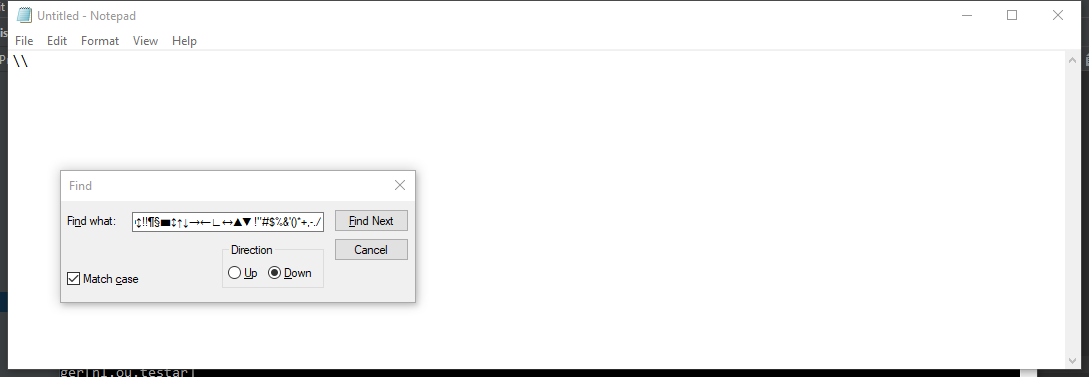 Untitled - Notepad
File Edit Format View Help
\\
Find
Find what: ↕‼¶§▬↨↑↓→←∟↔▲▼ !"#$%&'()*+,-./
Find Next
Direction
Cancel
Up Down
Match case
ger[nl.ou.testar]